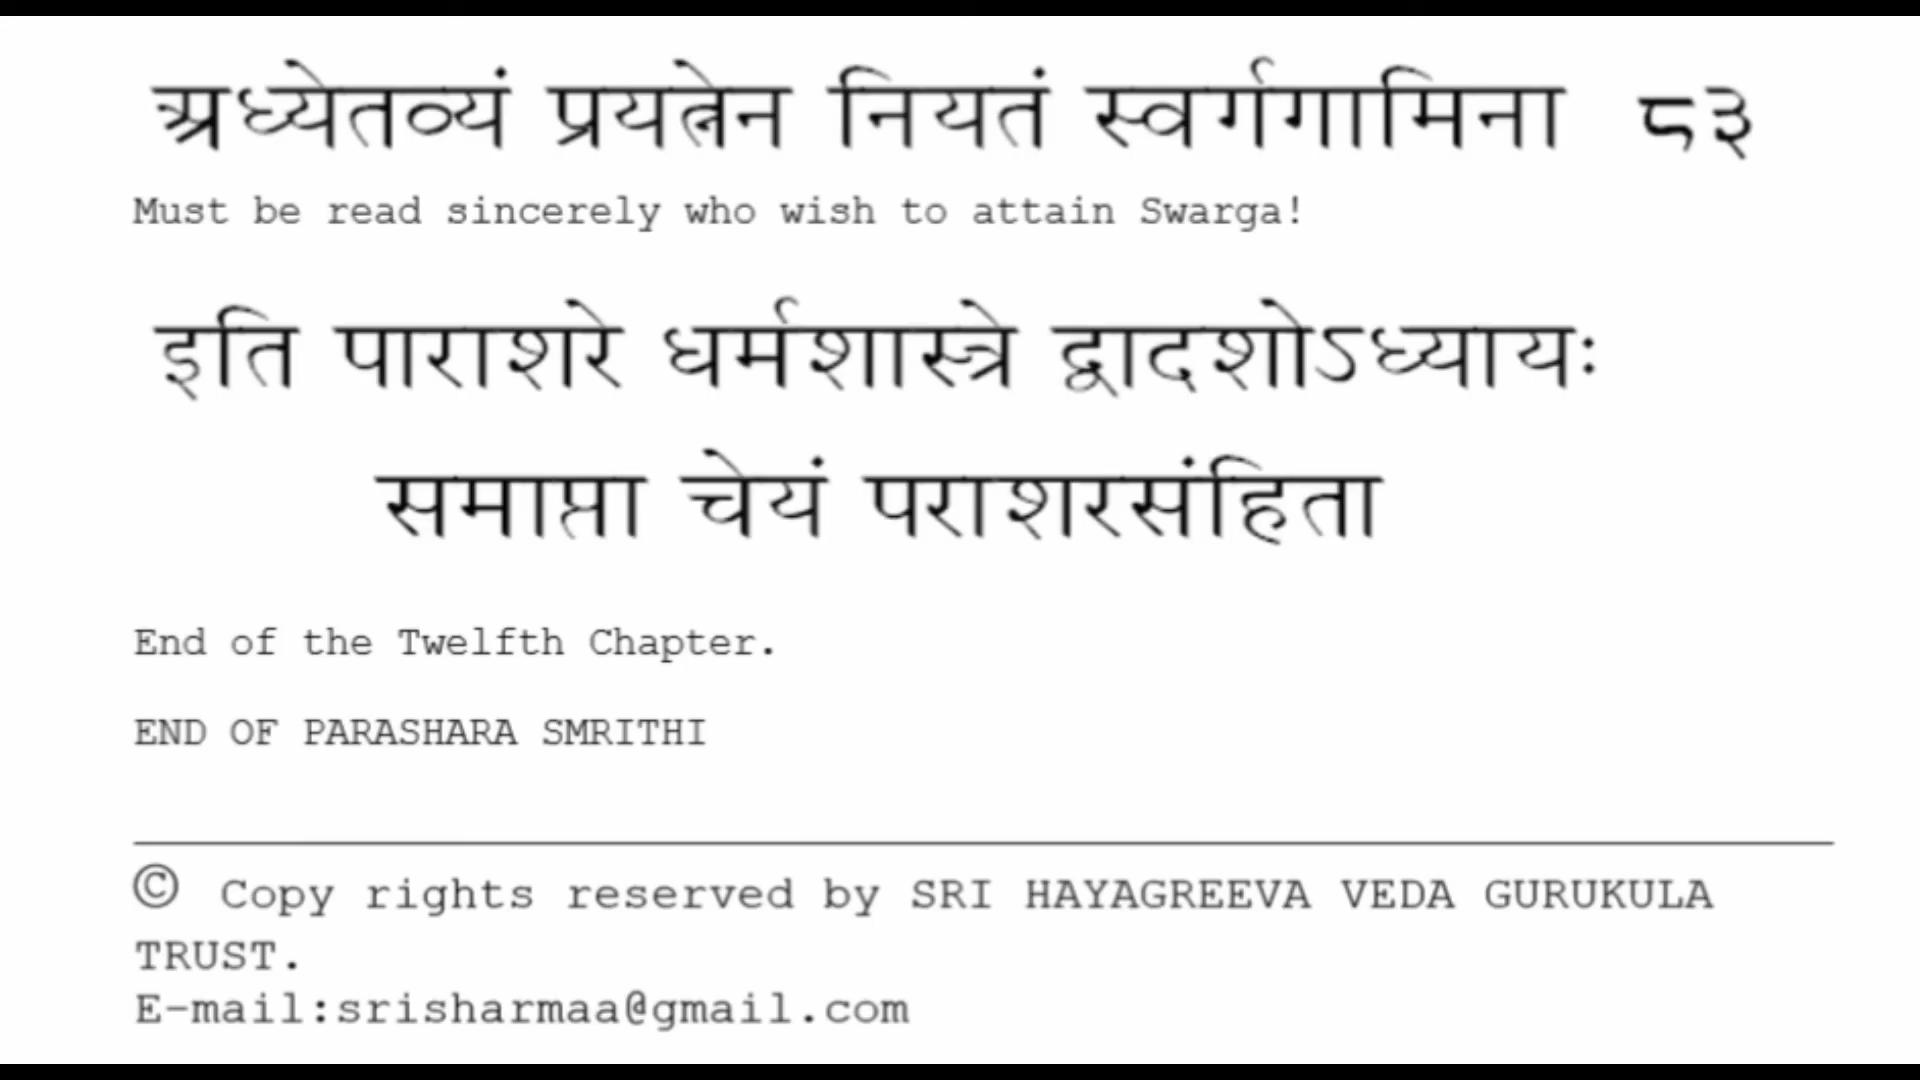 अध्येतव्यं प्रयत्नेन नियतं स्वर्गगामिना ८३
Must be read sincerely who wish to attain Swarga!
इति पाराशरे धर्मशास्त्रे द्वादशोऽध्यायः
समाप्ता चेयं पराशरसंहिता
End of the Twelfth Chapter.
END OF PARASHARA SMRITHI
© Copy rights reserved by SRI HAYAGREEVA VEDA GURUKULA
TRUST.
E-mail:srisharmaa@gmail.com